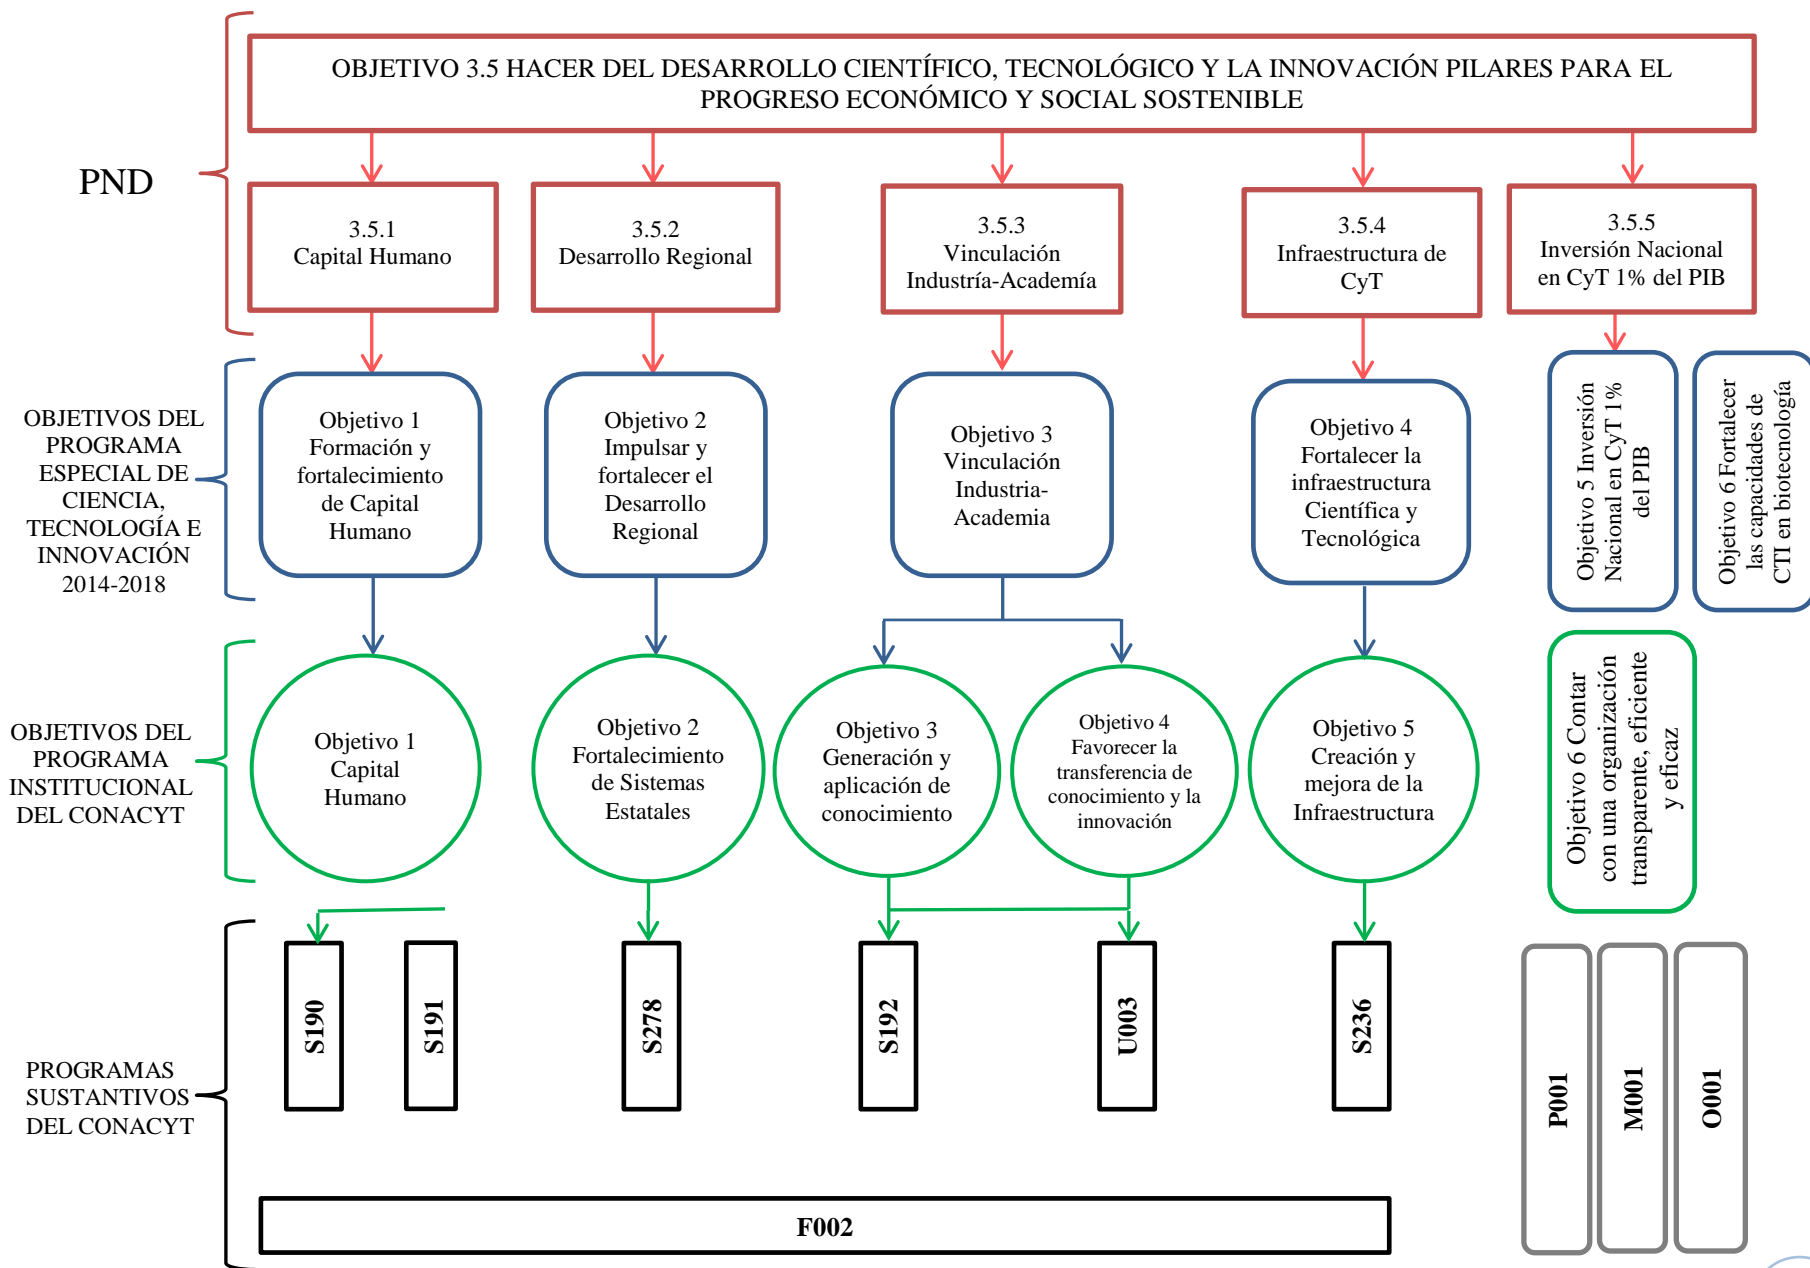 OBJETIVO 3.5 HACER DEL DESARROLLO CIENTÍFICO, TECNOLÓGICO Y LA INNOVACIÓN PILARES PARA EL
PROGRESO ECONÓMICO Y SOCIAL SOSTENIBLE
PND
3.5.1
Capital Humano
3.5.2
Desarrollo Regional
3.5.3
Vinculación
Industría-Academía
3.5.4
Infraestructura de
CyT
3.5.5
Inversión Nacional
en CyT 1% del PIB
OBJETIVOS DEL
PROGRAMA
ESPECIAL DE
CIENCIA,
TECNOLOGÍA E
INNOVACIÓN
2014-2018
Objetivo 1
Formación y
fortalecimiento
de Capital
Humano
Objetivo 2
Impulsar y
fortalecer el
Desarrollo
Regional
Objetivo 3
Vinculación
Industria-
Academia
Objetivo 4
Fortalecer la
infraestructura
Científica y
Tecnológica
Objetivo 5 Inversión
Nacional en CyT 1%
del PIB
Objetivo 6 Fortalecer
las capacidades de
CTI en biotecnología
OBJETIVOS DEL
PROGRAMA
INSTITUCIONAL
DEL CONACYT
Objetivo 1
Capital
Humano
Objetivo 2
Fortalecimiento
de Sistemas
Estatales
Objetivo 3
Generación y
aplicación de
conocimiento
Objetivo 4
Favorecer la
transferencia de
conocimiento y la
innovación
Objetivo 5
Creación y
mejora de la
Infraestructura
Objetivo 6 Contar
con una organización
transparente, eficiente
y eficaz
PROGRAMAS
SUSTANTIVOS
DEL CONACYT
S190
S191
S278
S192
U003
S236
P001
M001
O001
F002